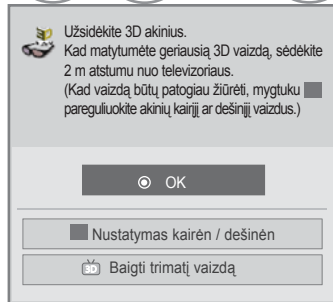 Užsidėkite 3D akinius.
Kad matytumėte geriausią 3D vaizdą, sėdėkite
2 m atstumu nuo televizoriaus.
(Kad vaizdą būtų patogiau žiūrėti, mygtuku
pareguliuokite akinių kairįjį ar dešinįjį vaizdus.)
OK
Nustatymas kairėn / dešinėn
3D Baigti trimatį vaizdą